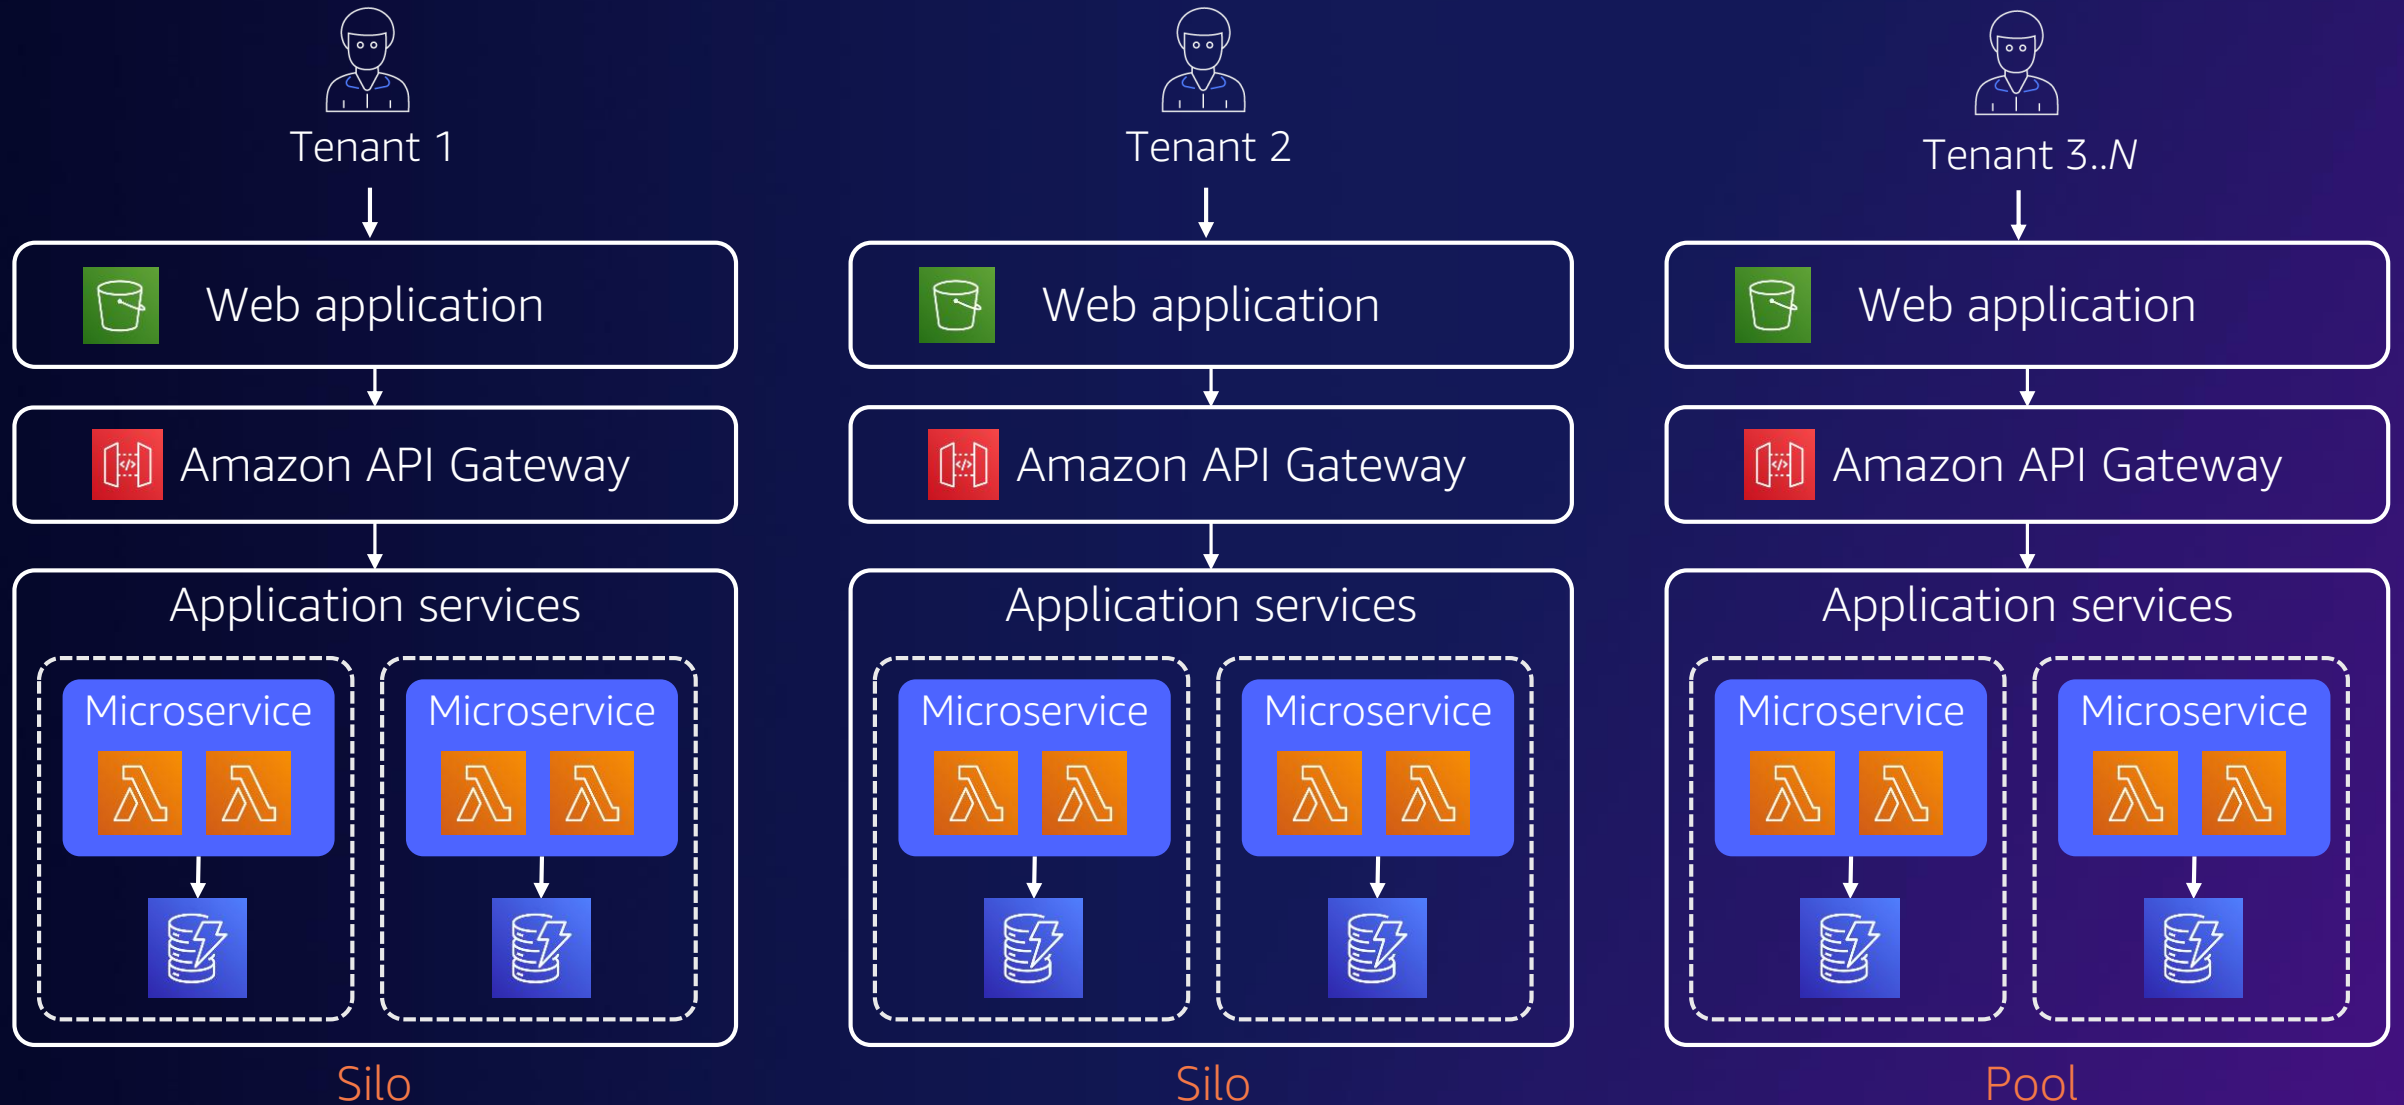 Tenant 1
Tenant 2
Tenant 3..N
Web application
Web application
Web application
Amazon API Gateway
Amazon API Gateway
Amazon API Gateway
Application services
Application services
Application services
Microservice
Microservice
Microservice
Microservice
Microservice
Microservice
Silo
Silo
Pool